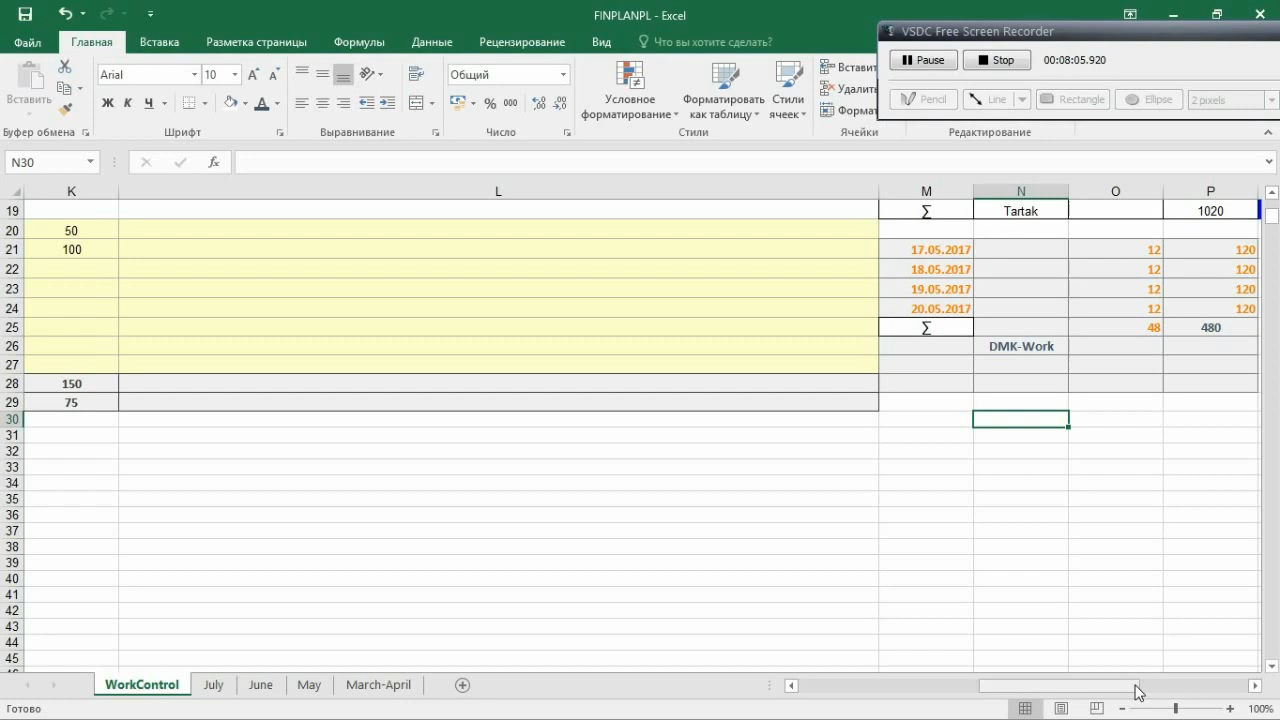 FINPLANPL - Excel
Файл Главная Вставка Разметка страницы Формулы Данные Рецензирование Вид Что вы хотите сделать?
VSDC Free Screen Recorder
Pause Stop 00:08:05.920
Pencil Line Rectangle Ellipse 2 pixels
Вставить
Arial 10
Ж К Ч
Общий
% 000
Условное форматирование
Форматировать как таблицу
Стили ячеек
Вставит
Удалить
Формат
Буфер обмена Шрифт Выравнивание Число Стили Ячейки Редактирование
N30 fx
K L M N O P
19 ∑ Tartak 1020
20 50
21 100 17.05.2017 12 120
22 18.05.2017 12 120
23 19.05.2017 12 120
24 20.05.2017 12 120
25 ∑ 48 480
26 DMK-Work
27
28 150
29 75
30
31
32
33
34
35
36
37
38
39
40
41
42
43
44
45
WorkControl July June May March-April
Готово 100%